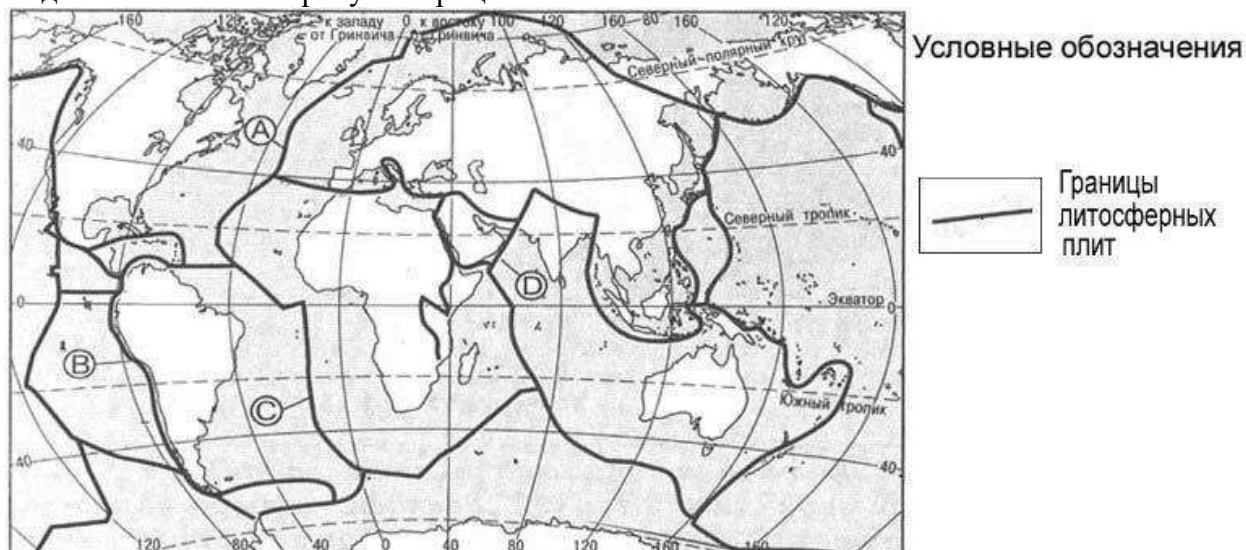 160 120 к западу 0 к востоку 100 160 80 160 120
от Гринвича от Гринвича
Северный полярный круг
Условные обозначения
A
40 40
Северный тропик
Границы
литосферных
плит
D
0 Экватор 0
B
C
Южный тропик
40 40
120 80 40 0 40 80 120 160 160